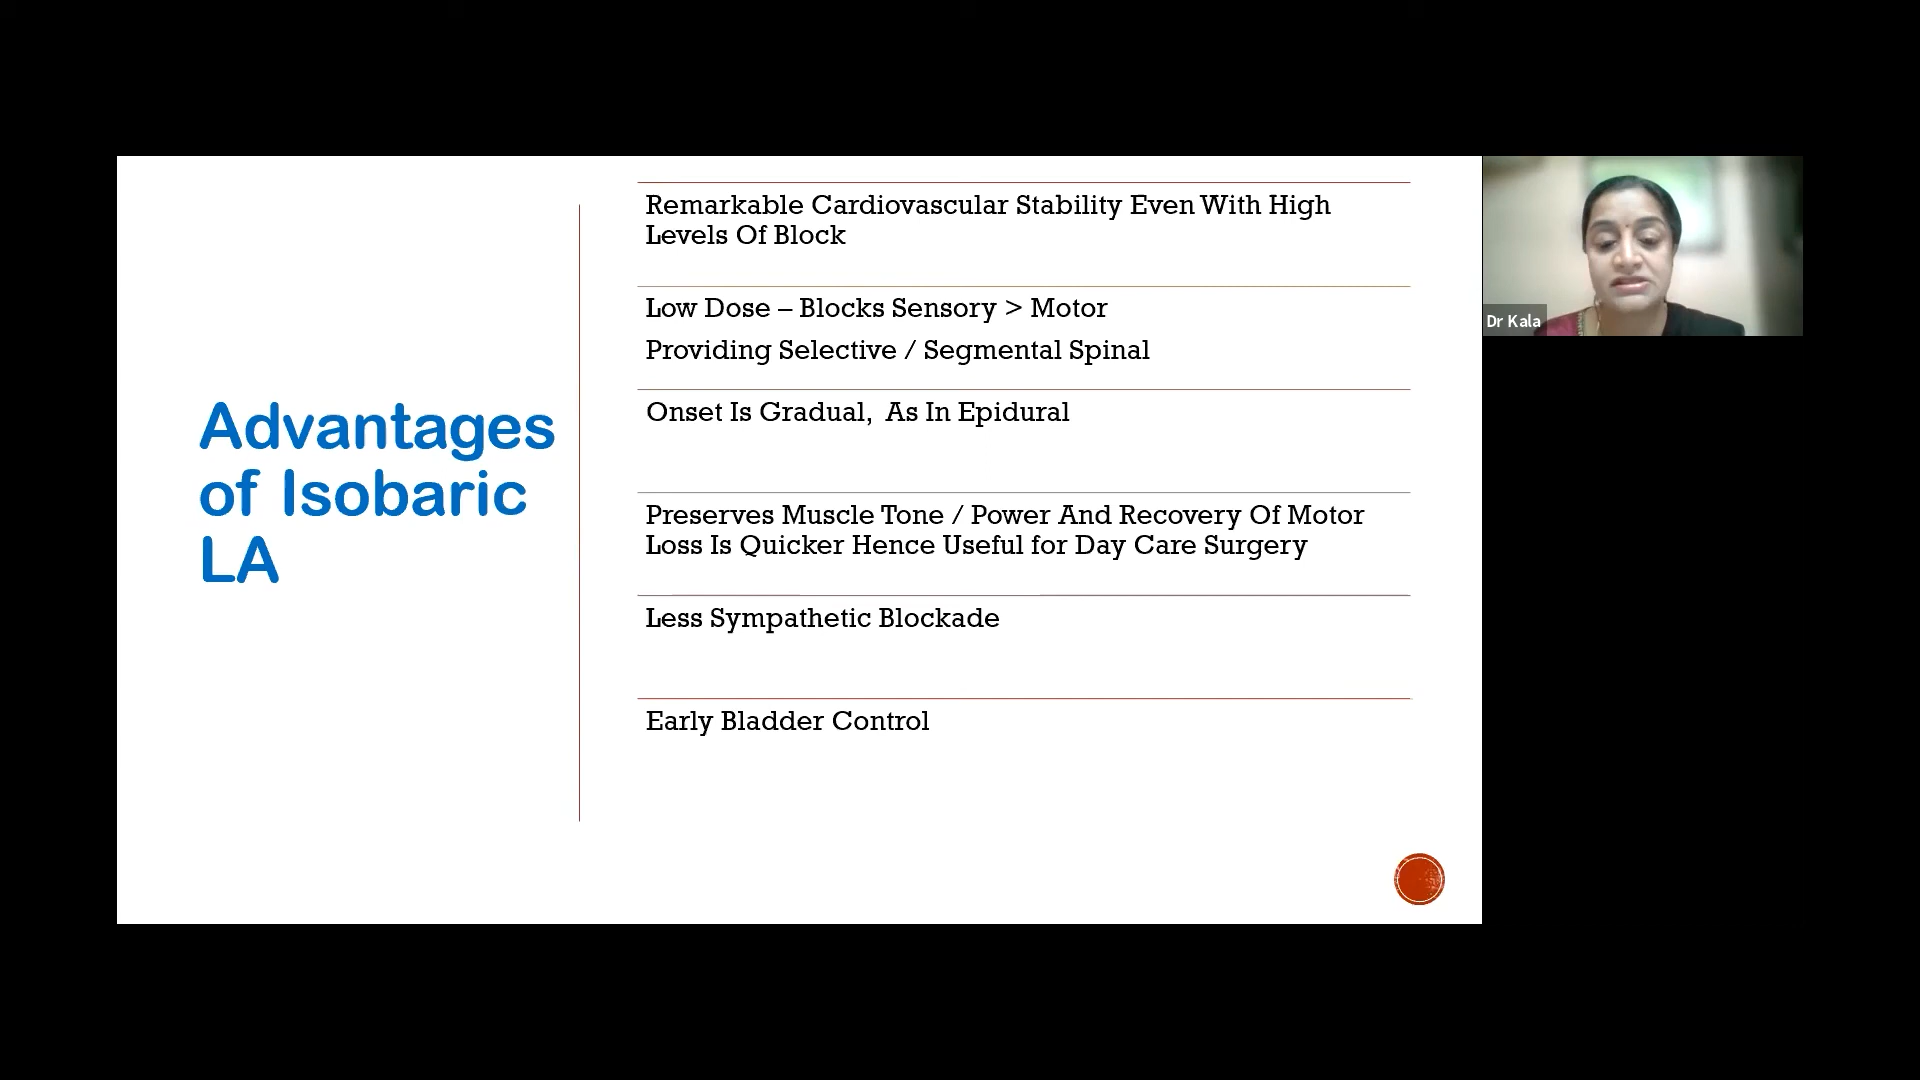 Advantages
of Isobaric
LA
Remarkable Cardiovascular Stability Even With High
Levels Of Block
Low Dose – Blocks Sensory > Motor
Providing Selective / Segmental Spinal
Onset Is Gradual,  As In Epidural
Preserves Muscle Tone / Power And Recovery Of Motor
Loss Is Quicker Hence Useful for Day Care Surgery
Less Sympathetic Blockade
Early Bladder Control
Dr Kala